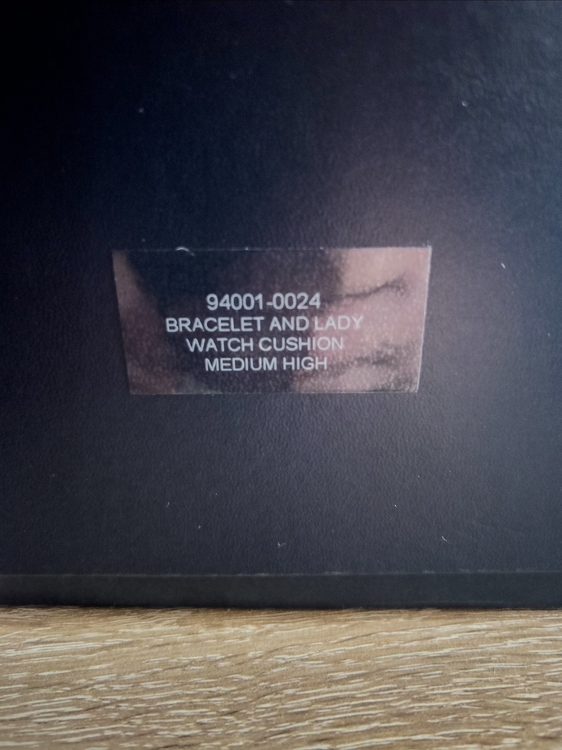 94001-0024
BRACELET AND LADY
WATCH CUSHION
MEDIUM HIGH